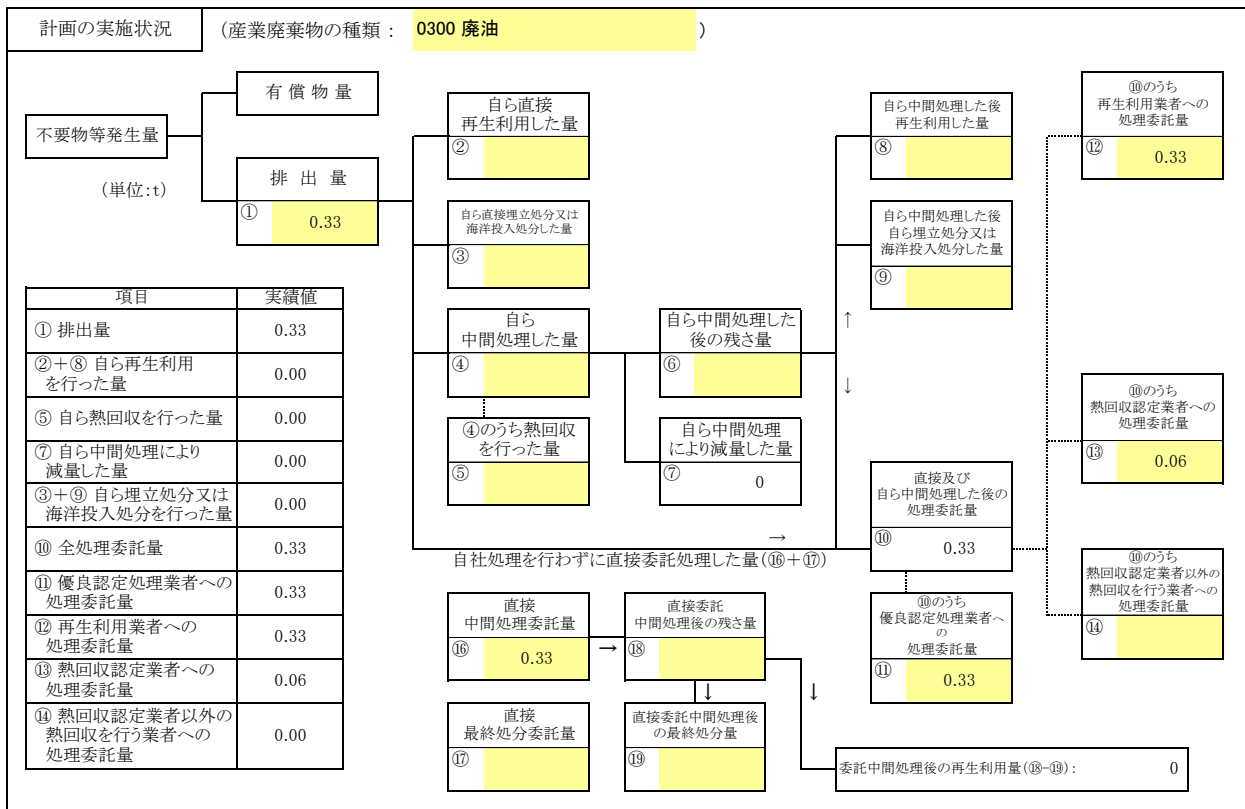 計画の実施状況
(産業廃棄物の種類 : 0300 廃油 )
不要物等発生量
(単位:t)
有 償 物 量
排 出 量
① 0.33
自ら直接
再生利用した量
②
自ら直接埋立処分又は
海洋投入処分した量
③
自ら
中間処理した量
④
④のうち熱回収
を行った量
⑤
自ら中間処理した
後の残さ量
⑥
自ら中間処理
により減量した量
⑦ 0
自ら中間処理した後
再生利用した量
⑧
自ら中間処理した後
自ら埋立処分又は
海洋投入処分した量
⑨
↑
↓
直接及び
自ら中間処理した後の
処理委託量
⑩ 0.33
⑩のうち
優良認定処理業者へ
の
処理委託量
⑪ 0.33
⑩のうち
再生利用業者への
処理委託量
⑫ 0.33
⑩のうち
熱回収認定業者への
処理委託量
⑬ 0.06
⑩のうち
熱回収認定業者以外の
熱回収を行う業者への
処理委託量
⑭
→
自社処理を行わずに直接委託処理した量(⑯+⑰)
直接
中間処理委託量
⑯ 0.33
→
直接委託
中間処理後の残さ量
⑱
↓
↓
直接
最終処分委託量
⑰
直接委託中間処理後
の最終処分量
⑲
委託中間処理後の再生利用量(⑱-⑲) : 0
項目 実績値
① 排出量 0.33
②+⑧ 自ら再生利用
を行った量 0.00
⑤ 自ら熱回収を行った量 0.00
⑦ 自ら中間処理により
減量した量 0.00
③+⑨ 自ら埋立処分又は
海洋投入処分を行った量 0.00
⑩ 全処理委託量 0.33
⑪ 優良認定処理業者への
処理委託量 0.33
⑫ 再生利用業者への
処理委託量 0.33
⑬ 熱回収認定業者への
処理委託量 0.06
⑭ 熱回収認定業者以外の
熱回収を行う業者への
処理委託量 0.00